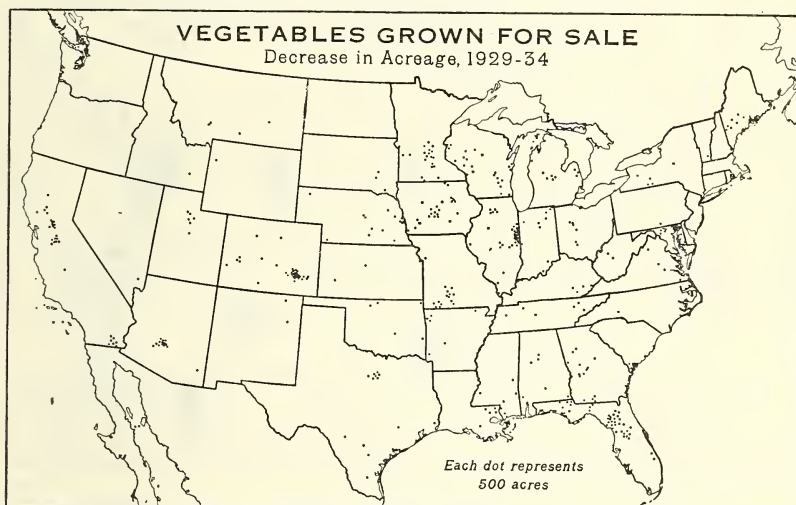 VEGETABLES GROWN FOR SALE
Decrease in Acreage, 1929-34
Each dot represents
500 acres